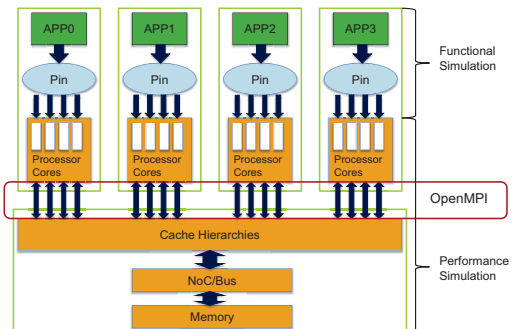 APP0
APP1
APP2
APP3
Functional
Simulation
Pin
Pin
Pin
Pin
Processor
Cores
Processor
Cores
Processor
Cores
Processor
Cores
OpenMPI
Cache Hierarchies
Performance
Simulation
NoC/Bus
Memory